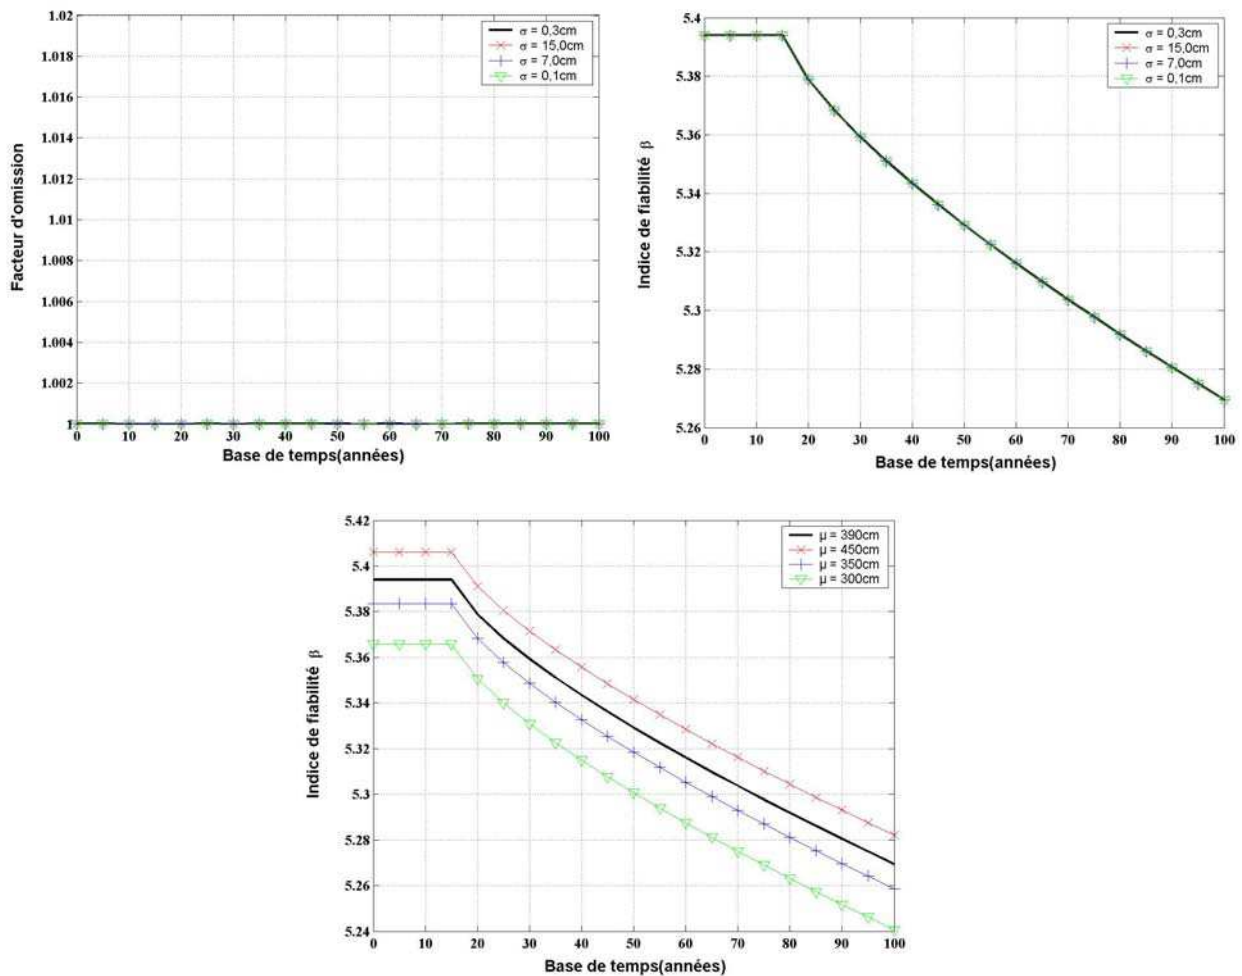 1.02
1.018
1.016
1.014
1.012
1.01
1.008
1.006
1.004
1.002
1
0 10 20 30 40 50 60 70 80 90 100
Facteur d'omission
Base de temps(années)
σ = 0,3cm
σ = 15,0cm
σ = 7,0cm
σ = 0,1cm
5.4
5.38
5.36
5.34
5.32
5.3
5.28
5.26
0 10 20 30 40 50 60 70 80 90 100
Indice de fiabilité β
Base de temps(années)
σ = 0,3cm
σ = 15,0cm
σ = 7,0cm
σ = 0,1cm
5.42
5.4
5.38
5.36
5.34
5.32
5.3
5.28
5.26
5.24
0 10 20 30 40 50 60 70 80 90 100
Indice de fiabilité β
Base de temps(années)
μ = 390cm
μ = 450cm
μ = 350cm
μ = 300cm